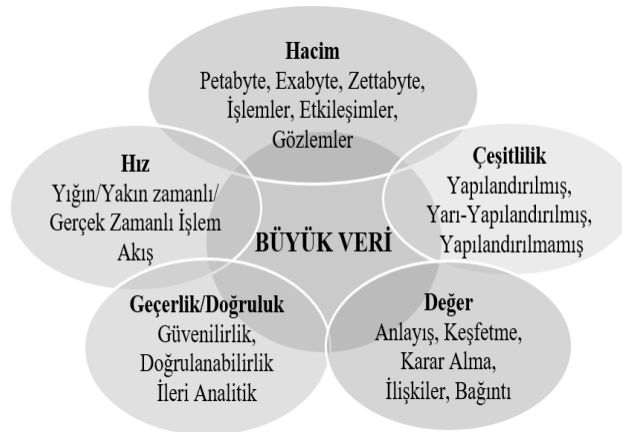 Hacim
Petabyte, Exabyte, Zettabyte,
İşlemler, Etkileşimler,
Gözlemler
Hız
Yığın/Yakın zamanlı/
Gerçek Zamanlı İşlem
Akış
Çeşitlilik
Yapılandırılmış,
Yarı-Yapılandırılmış,
Yapılandırılmamış
BÜYÜK VERİ
Geçerlik/Doğruluk
Güvenilirlik,
Doğrulanabilirlik
İleri Analitik
Değer
Anlayış, Keşfetme,
Karar Alma,
İlişkiler, Bağıntı